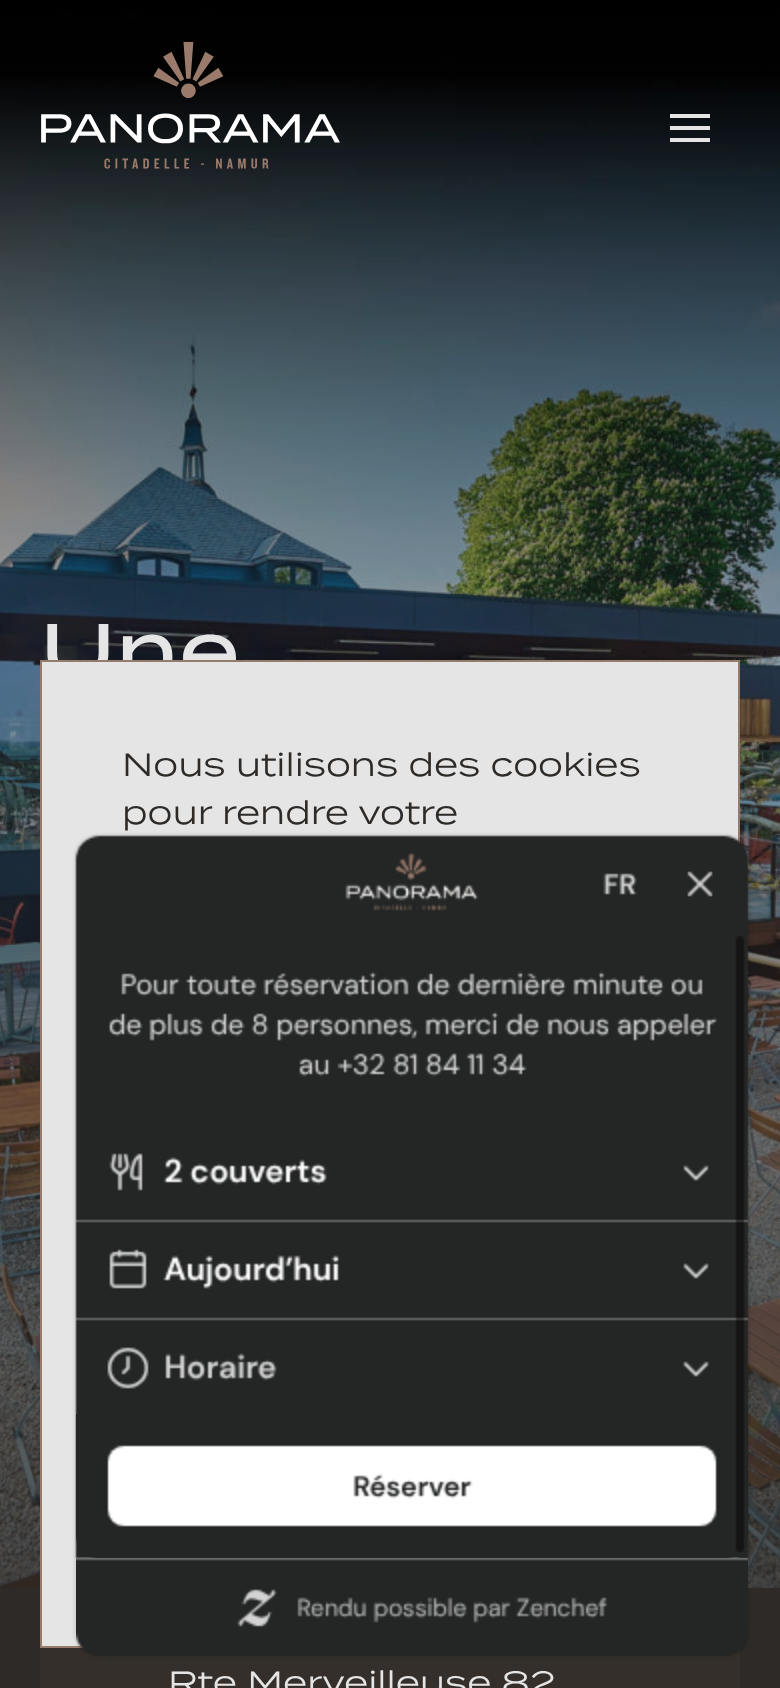 PANORAMA
CITADELLE - NAMUR
Une
Nous utilisons des cookies
pour rendre votre
PANORAMA
FR
Pour toute réservation de dernière minute ou
de plus de 8 personnes, merci de nous appeler
au +32 81 84 11 34
2 couverts
Aujourd’hui
Horaire
Réserver
Rendu possible par Zenchef
Rte Merveilleuse 82